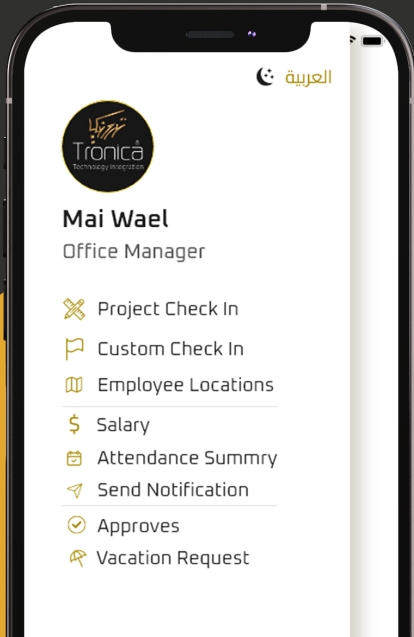 العربية
ترونيكا
Tronica
Technology Integration
Mai Wael
Office Manager
Project Check In
Custom Check In
Employee Locations
Salary
Attendance Summry
Send Notification
Approves
Vacation Request